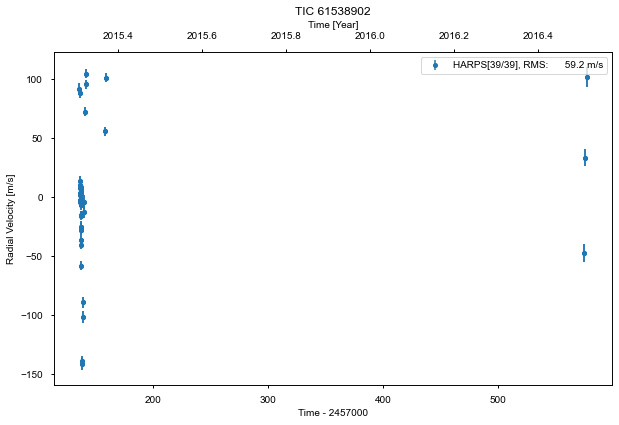 TIC 61538902
Time [Year]
2015.4 2015.6 2015.8 2016.0 2016.2 2016.4
HARPS[39/39], RMS: 59.2 m/s
Radial Velocity [m/s]
100
50
0
−50
−100
−150
200 300 400 500
Time - 2457000